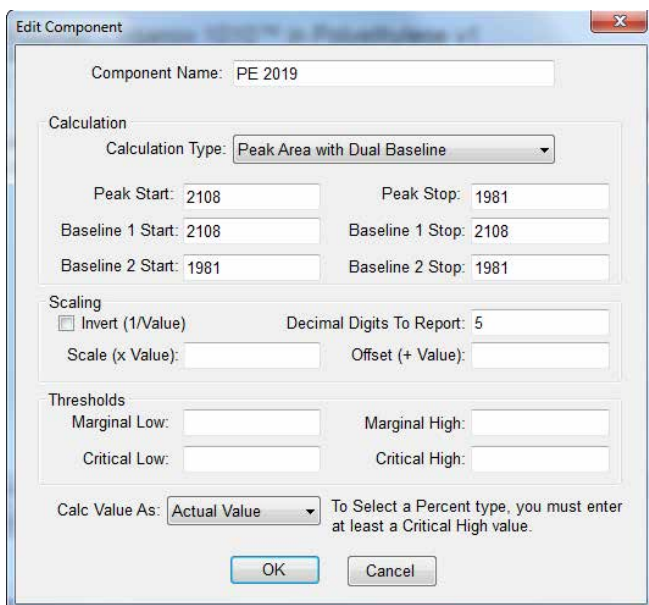 Edit Component
Component Name: PE 2019
Calculation
Calculation Type: Peak Area with Dual Baseline
Peak Start: 2108 Peak Stop: 1981
Baseline 1 Start: 2108 Baseline 1 Stop: 2108
Baseline 2 Start: 1981 Baseline 2 Stop: 1981
Scaling
Invert (1/Value) Decimal Digits To Report: 5
Scale (x Value): Offset (+ Value):
Thresholds
Marginal Low: Marginal High:
Critical Low: Critical High:
Calc Value As: Actual Value To Select a Percent type, you must enter
at least a Critical High value.
OK Cancel